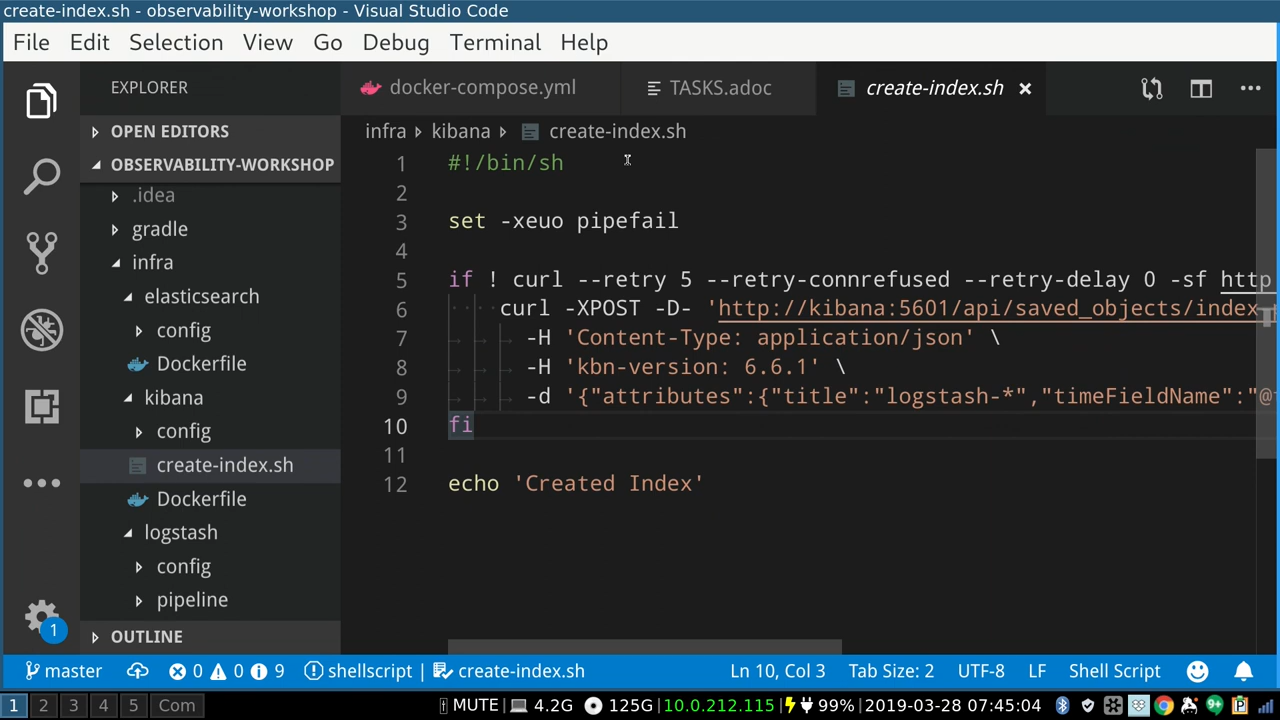 create-index.sh - observability-workshop - Visual Studio Code
File Edit Selection View Go Debug Terminal Help
EXPLORER
OPEN EDITORS
OBSERVABILITY-WORKSHOP
.idea
gradle
infra
elasticsearch
config
Dockerfile
kibana
config
create-index.sh
Dockerfile
logstash
config
pipeline
OUTLINE
docker-compose.yml TASKS.adoc create-index.sh
infra kibana create-index.sh
1 #!/bin/sh
2
3 set -xeuo pipefail
4
5 if ! curl --retry 5 --retry-connrefused --retry-delay 0 -sf http
6 curl -XPOST -D- 'http://kibana:5601/api/saved_objects/index
7 -H 'Content-Type: application/json' \
8 -H 'kbn-version: 6.6.1' \
9 -d '{"attributes":{"title":"logstash-*","timeFieldName":"@
10 fi
11
12 echo 'Created Index'
1
master 0 0 9 shellscript | create-index.sh Ln 10, Col 3 Tab Size: 2 UTF-8 LF Shell Script
1 2 3 4 5 Com MUTE| 4.2G| 125G|10.0.212.115| 99%|2019-03-28 07:45:04 9+